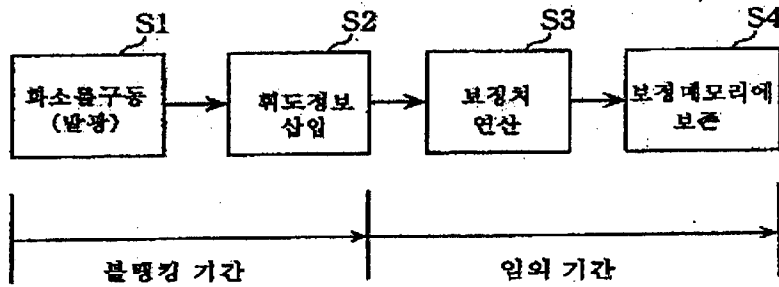 S1
S2
S3
S4
화소를구동
(발광)
휘도정보
삽입
보정치
연산
보정메모리에
보존
블랭킹 기간
임의 기간